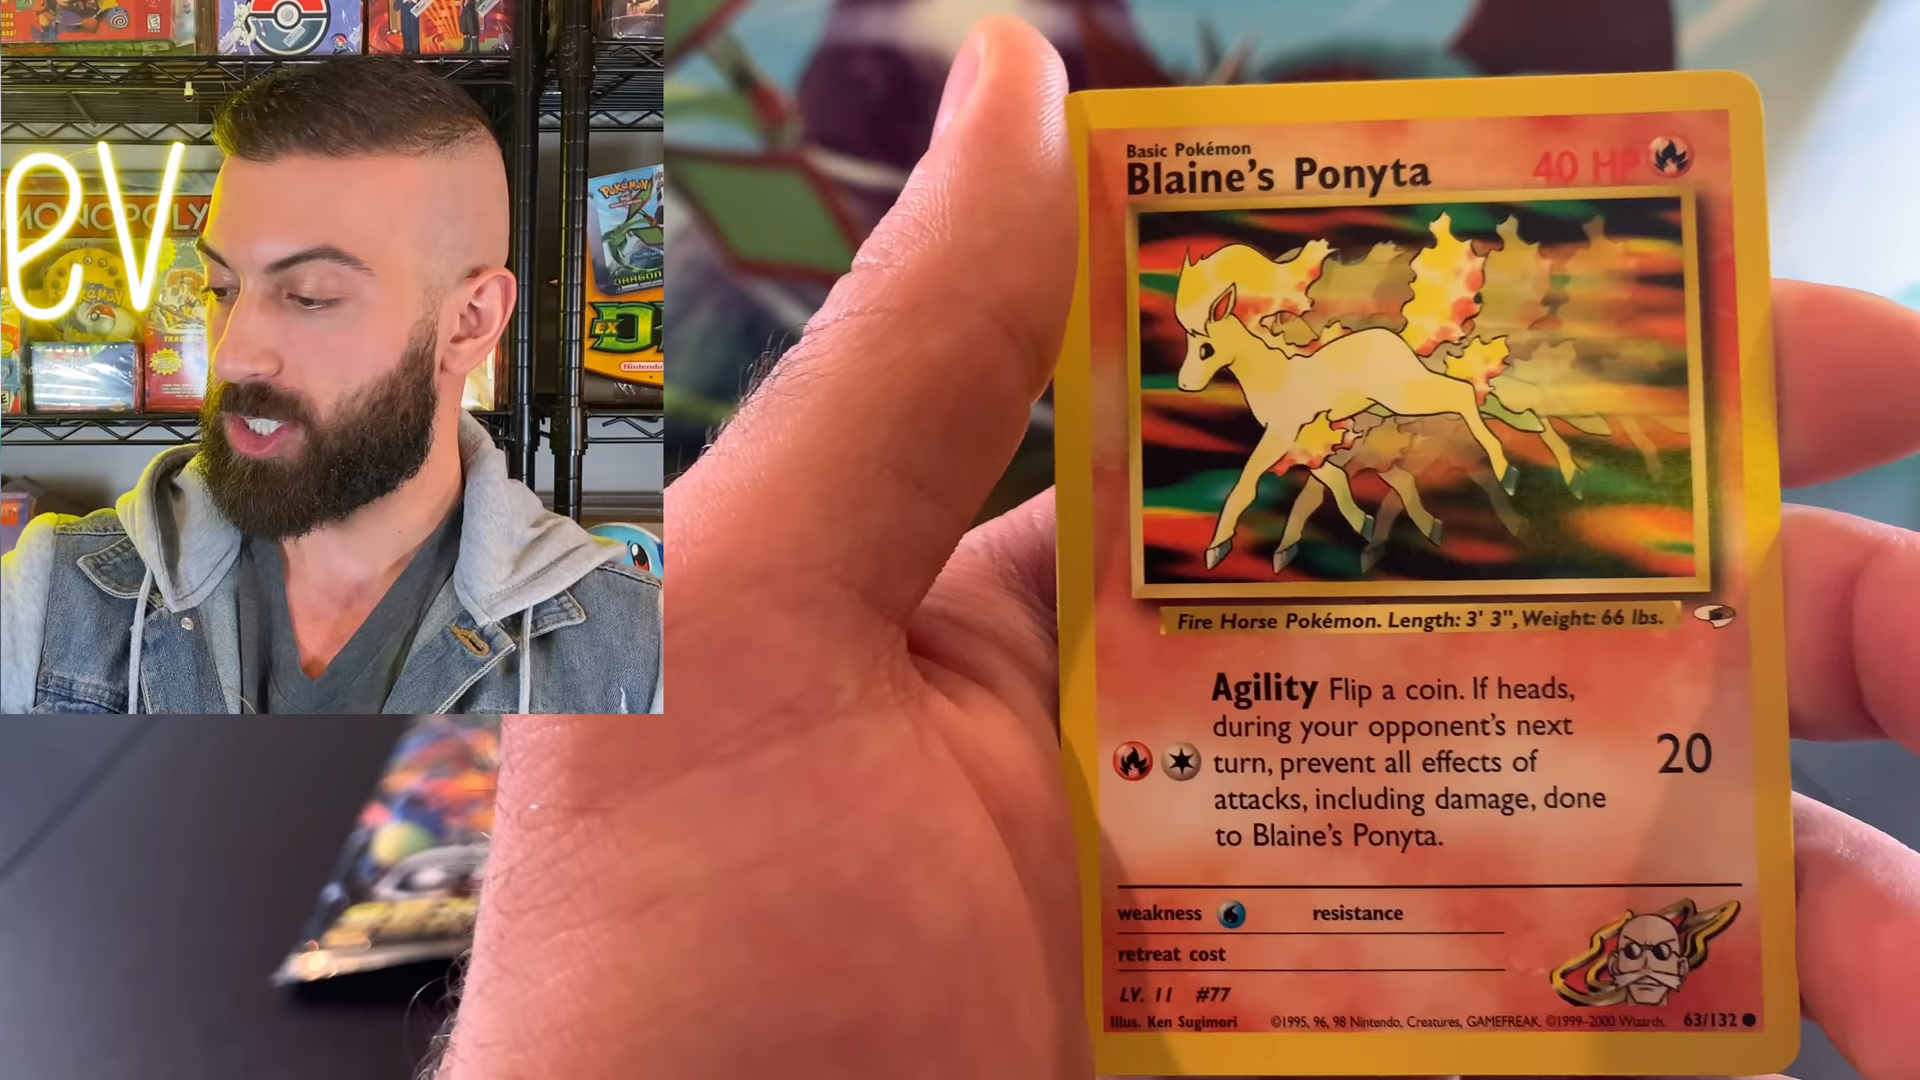 ev
MONOPOLY
POKéMON
POKéMON
DRAGON
EX
Nintendo
Basic Pokémon
Blaine's Ponyta
40 HP
Fire Horse Pokémon. Length: 3' 3", Weight: 66 lbs.
Agility Flip a coin. If heads,
during your opponent's next
turn, prevent all effects of
attacks, including damage, done
to Blaine's Ponyta.
20
weakness
resistance
retreat cost
LV. 11 #77
Illus. Ken Sugimori
©1995, 96, 98 Nintendo, Creatures, GAMEFREAK. ©1999-2000 Wizards.
63/132